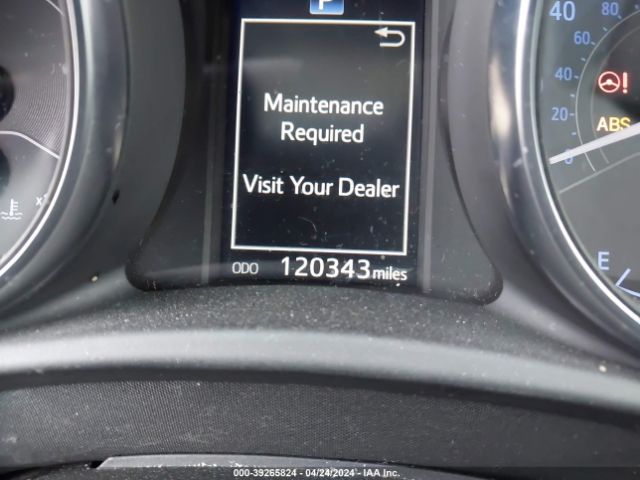 P
Maintenance
Required
Visit Your Dealer
ODO 120343 miles
40
80
60
40
20
0
!
ABS
E
000-39265824 - 04/24/2024 - IAA Inc.